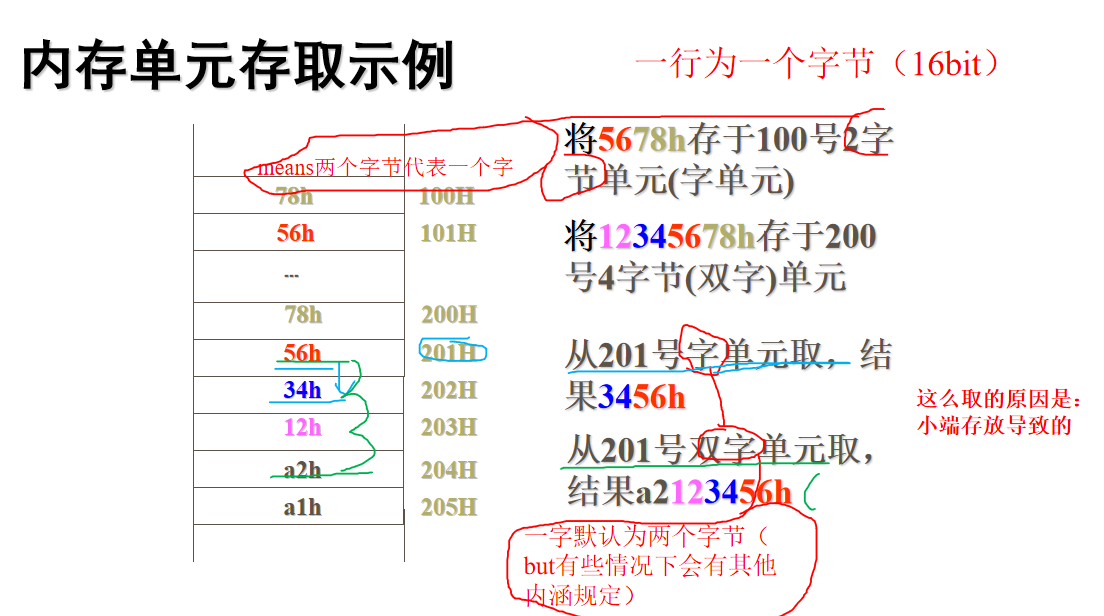 内存单元存取示例
一行为一个字节（16bit）
means两个字节代表一个字
78h 100H
56h 101H
---
78h 200H
56h 201H
34h 202H
12h 203H
a2h 204H
a1h 205H
将5678h存于100号2字
节单元(字单元)
将12345678h存于200
号4字节(双字)单元
从201号字单元取，结
果3456h
从201号双字单元取，
结果a2123456h
这么取的原因是：
小端存放导致的
一字默认为两个字节（
but有些情况下会有其他
内涵规定）